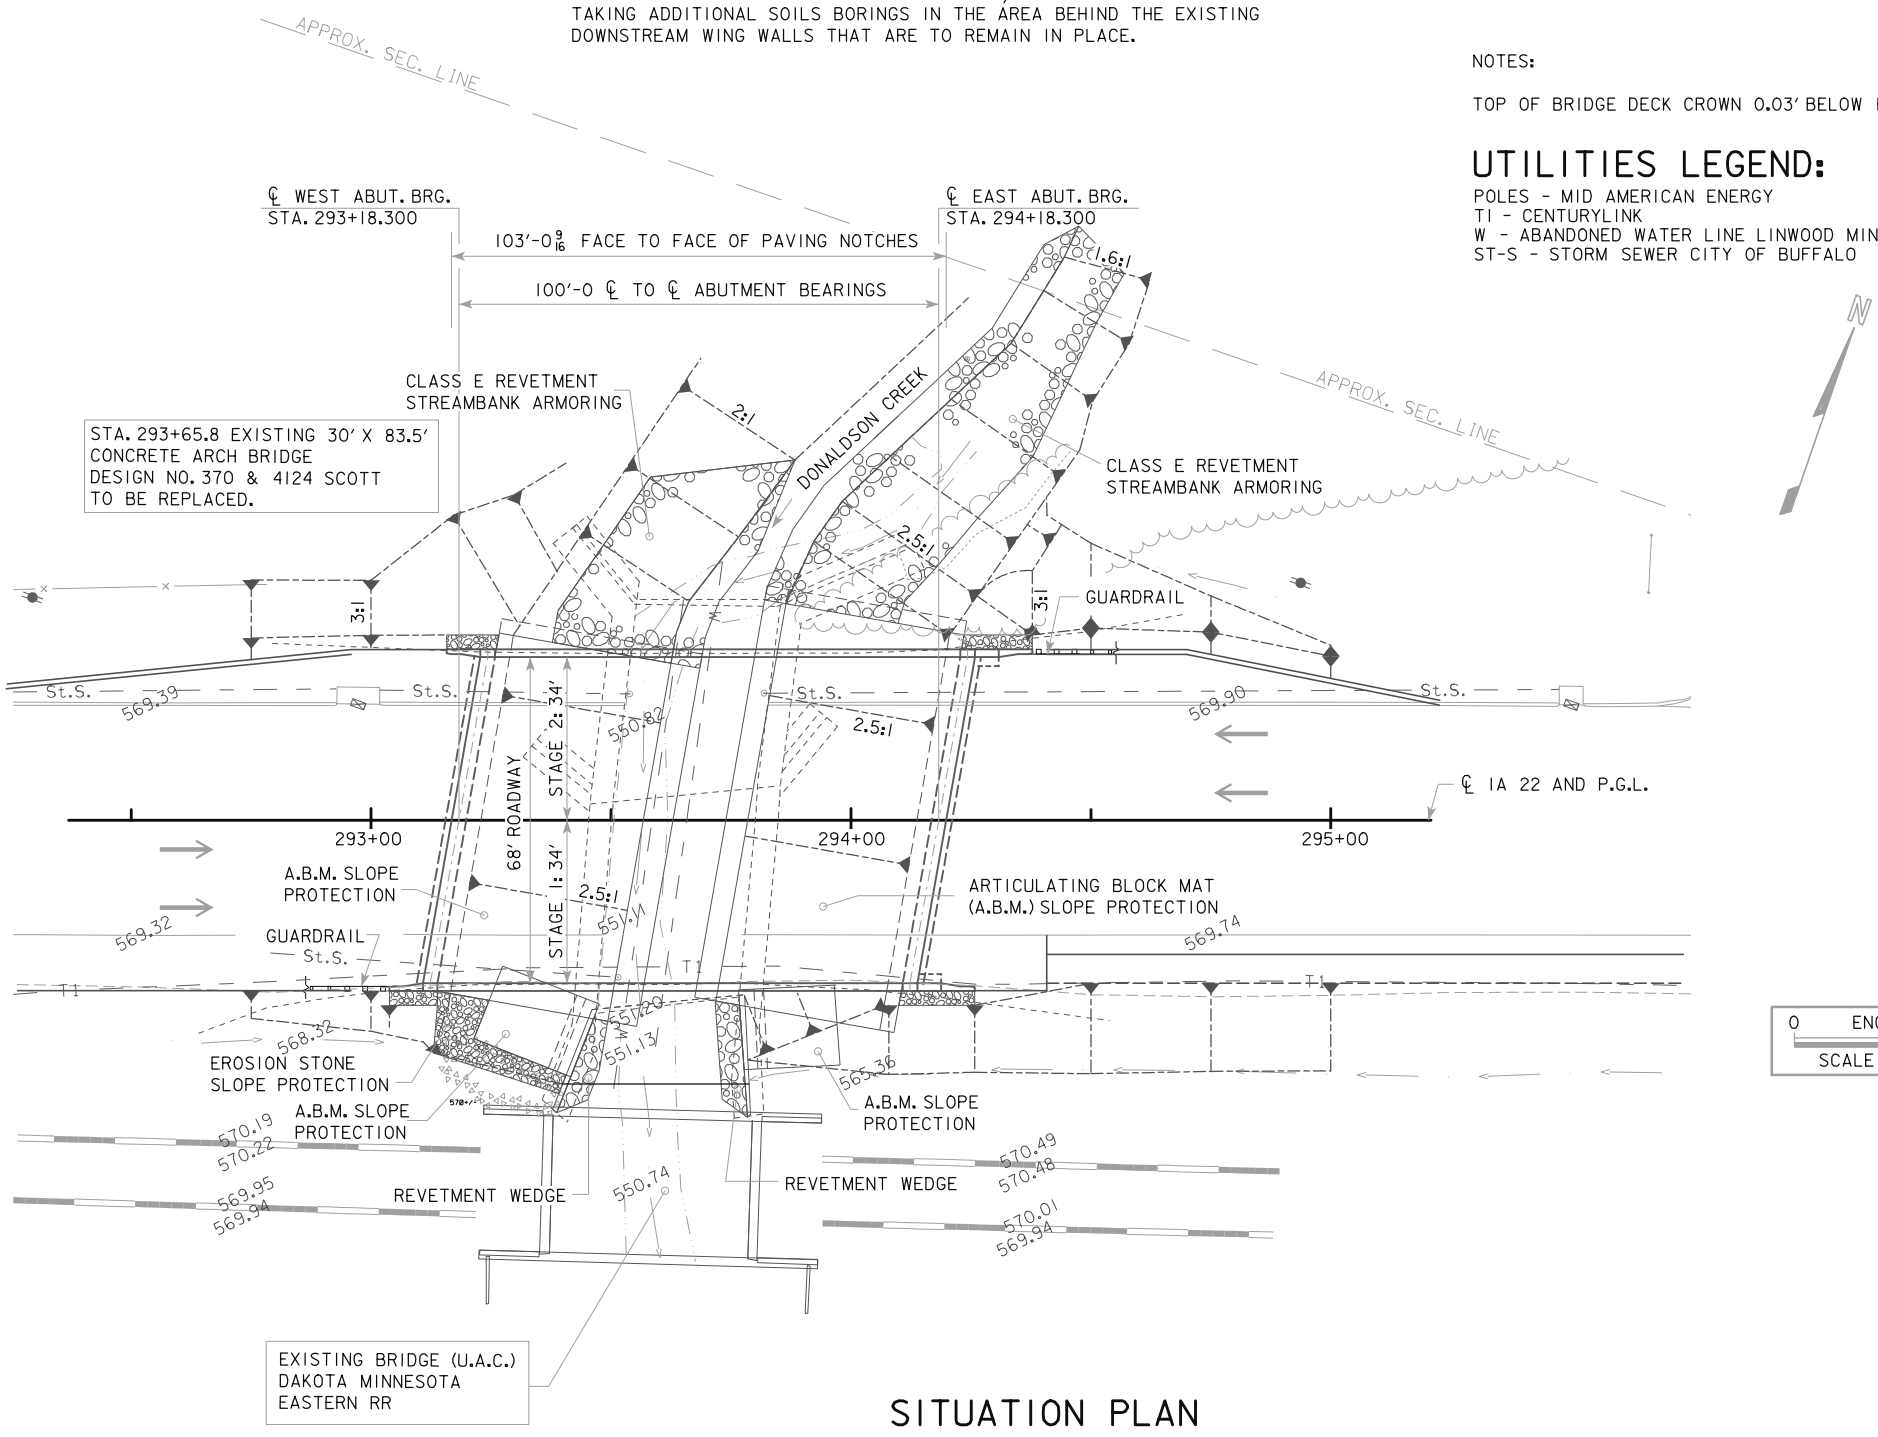 TAKING ADDITIONAL SOILS BORINGS IN THE AREA BEHIND THE EXISTING
DOWNSTREAM WING WALLS THAT ARE TO REMAIN IN PLACE.
APPROX. SEC. LINE
NOTES:
TOP OF BRIDGE DECK CROWN 0.03' BELOW
UTILITIES LEGEND:
POLES - MID AMERICAN ENERGY
T1 - CENTURYLINK
W - ABANDONED WATER LINE LINWOOD MIN
ST-S - STORM SEWER CITY OF BUFFALO
N
℄ WEST ABUT. BRG.
STA. 293+18.300
℄ EAST ABUT. BRG.
STA. 294+18.300
103'-0 9/16 FACE TO FACE OF PAVING NOTCHES
100'-0 ℄ TO ℄ ABUTMENT BEARINGS
1.6:1
CLASS E REVETMENT
STREAMBANK ARMORING
2:1
DONALDSON CREEK
APPROX. SEC. LINE
STA. 293+65.8 EXISTING 30' X 83.5'
CONCRETE ARCH BRIDGE
DESIGN NO. 370 & 4124 SCOTT
TO BE REPLACED.
CLASS E REVETMENT
STREAMBANK ARMORING
2.5:1
3:1
3:1
GUARDRAIL
St.S.
569.39
St.S.
St.S.
569.90
St.S.
550.82
2.5:1
68' ROADWAY
STAGE 2: 34'
STAGE 1: 34'
℄ IA 22 AND P.G.L.
293+00
294+00
295+00
A.B.M. SLOPE
PROTECTION
2.5:1
551.11
ARTICULATING BLOCK MAT
(A.B.M.) SLOPE PROTECTION
569.32
GUARDRAIL
St.S.
569.74
T1
T1
T1
551.20
551.13
568.32
565.36
EROSION STONE
SLOPE PROTECTION
A.B.M. SLOPE
PROTECTION
570+/-
A.B.M. SLOPE
PROTECTION
0
ENG
SCALE
570.19
570.22
570.49
570.48
569.95
569.94
REVETMENT WEDGE
550.74
REVETMENT WEDGE
570.01
569.94
EXISTING BRIDGE (U.A.C.)
DAKOTA MINNESOTA
EASTERN RR
SITUATION PLAN